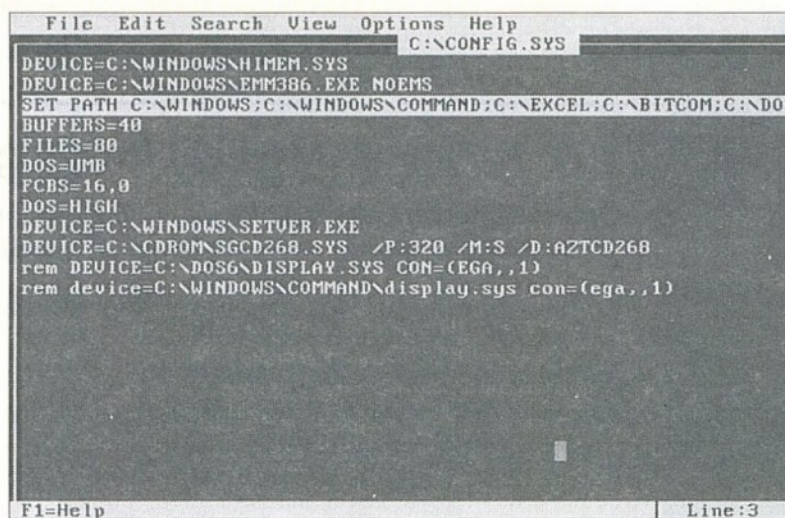 File Edit Search View Options Help
C:\CONFIG.SYS
DEVICE=C:\WINDOWS\HIMEM.SYS
DEVICE=C:\WINDOWS\EMM386.EXE NOEMS
SET PATH C:\WINDOWS;C:\WINDOWS\COMMAND;C:\EXCEL;C:\BITCOM;C:\DO
BUFFERS=40
FILES=80
DOS=UMB
FCBS=16,0
DOS=HIGH
DEVICE=C:\WINDOWS\SETVER.EXE
DEVICE=C:\CDROM\SGCD268.SYS /P:320 /M:S /D:AZTCD268
rem DEVICE=C:\DOS6\DISPLAY.SYS CON=(EGA,,1)
rem device=C:\WINDOWS\COMMAND\display.sys con=(ega,,1)
F1=Help
Line:3